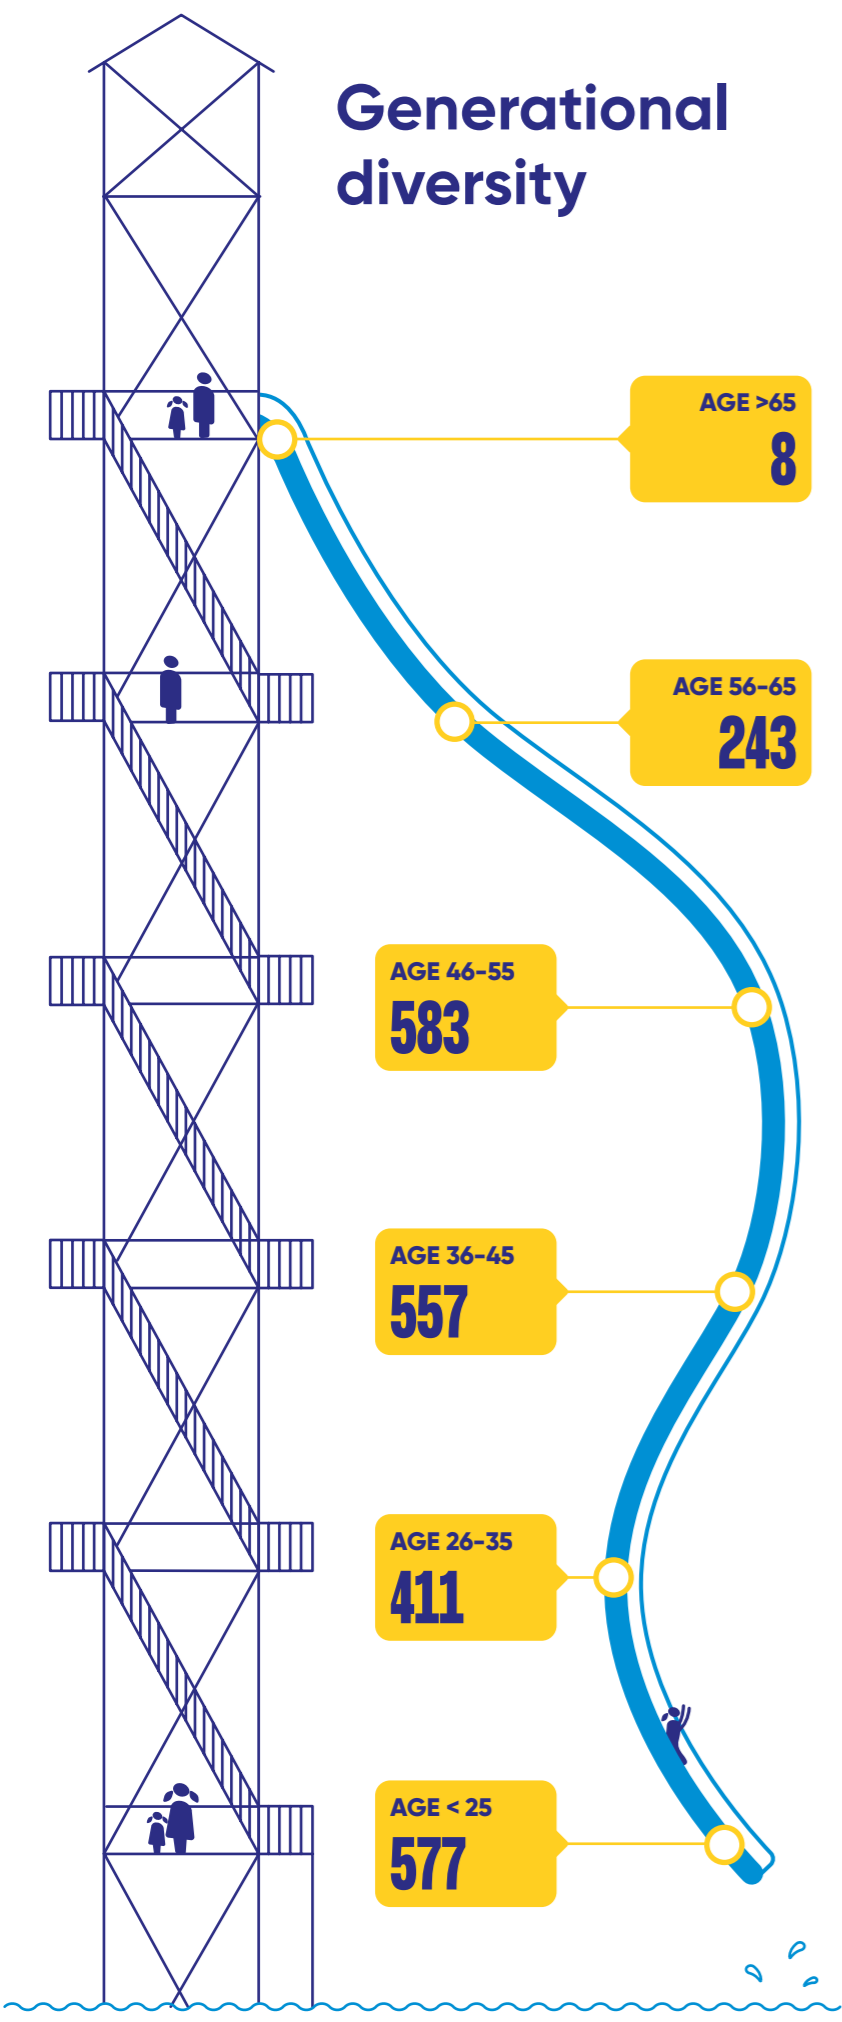 Generational
diversity
AGE >65
8
AGE 56-65
243
AGE 46-55
583
AGE 36-45
557
AGE 26-35
411
AGE < 25
577